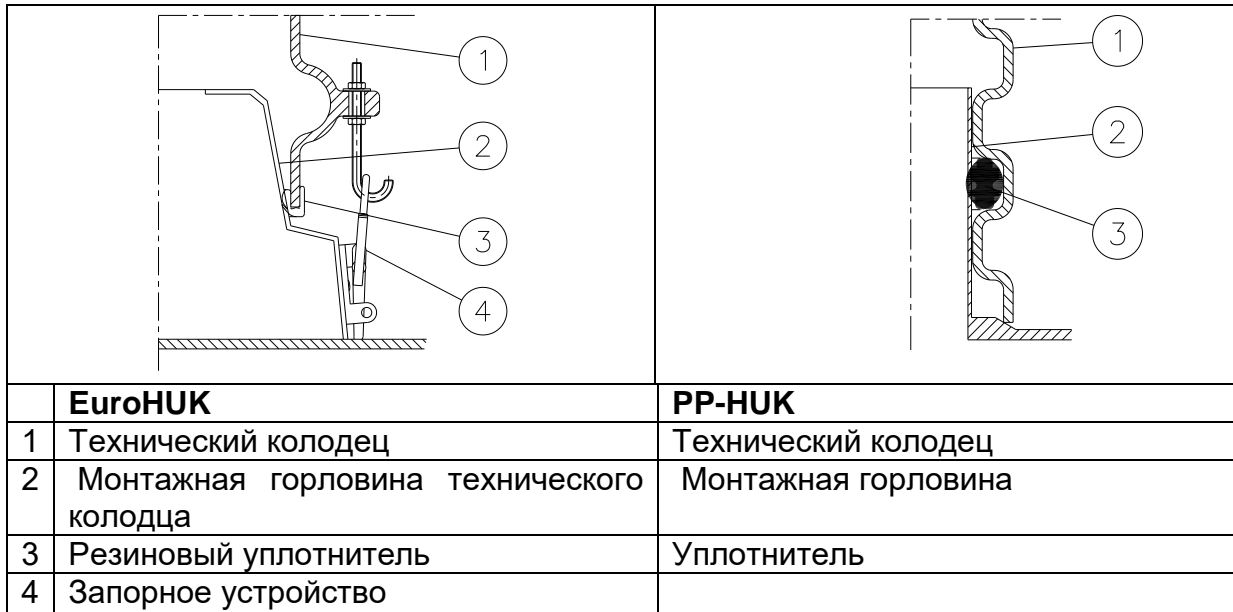 1
2
3
4
1
2
3
EuroHUK PP-HUK
1 Технический колодец Технический колодец
2 Монтажная горловина технического Монтажная горловина
колодца
3 Резиновый уплотнитель Уплотнитель
4 Запорное устройство